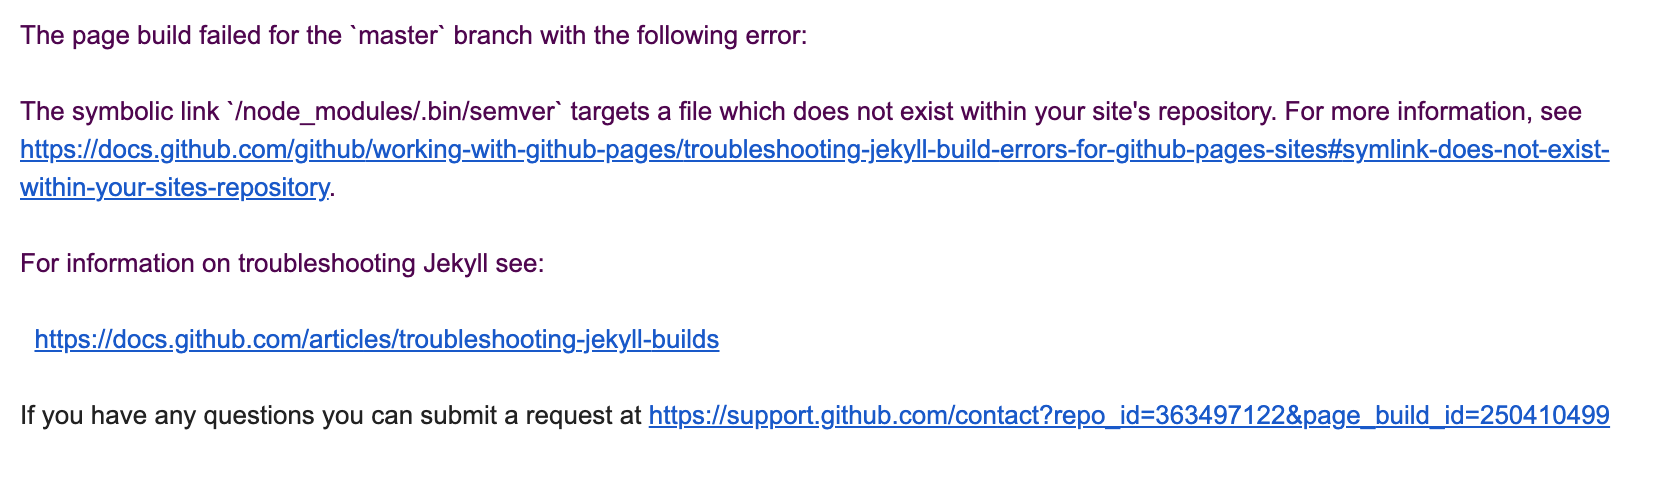 The page build failed for the `master` branch with the following error:
The symbolic link `/node_modules/.bin/semver` targets a file which does not exist within your site's repository. For more information, see
https://docs.github.com/github/working-with-github-pages/troubleshooting-jekyll-build-errors-for-github-pages-sites#symlink-does-not-exist-
within-your-sites-repository.
For information on troubleshooting Jekyll see:
https://docs.github.com/articles/troubleshooting-jekyll-builds
If you have any questions you can submit a request at https://support.github.com/contact?repo_id=363497122&page_build_id=250410499